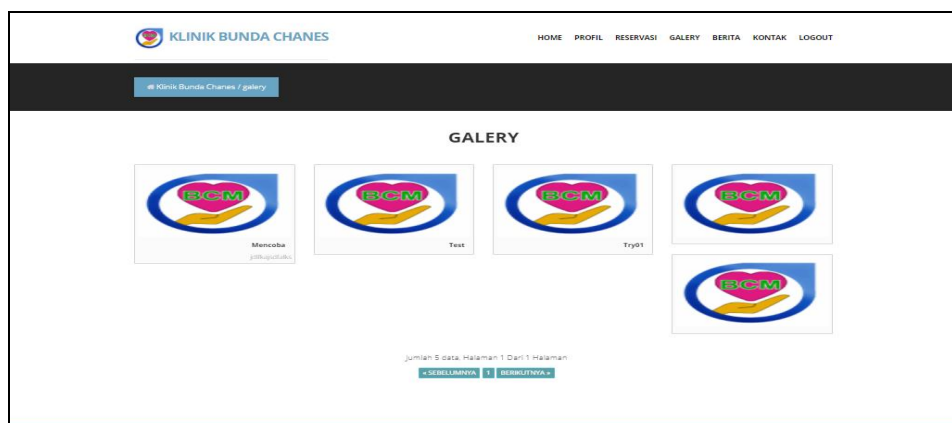 KLINIK BUNDA CHANES
HOME PROFIL RESERVASI GALERY BERITA KONTAK LOGOUT
Klinik Bunda Chanes / galery
GALERY
BCM
Mencoba
BCM
Test
BCM
Try01
BCM
BCM
Jumlah 5 data, Halaman 1 Dari 1 Halaman
« SEBELUMNYA 1 BERIKUTNYA »